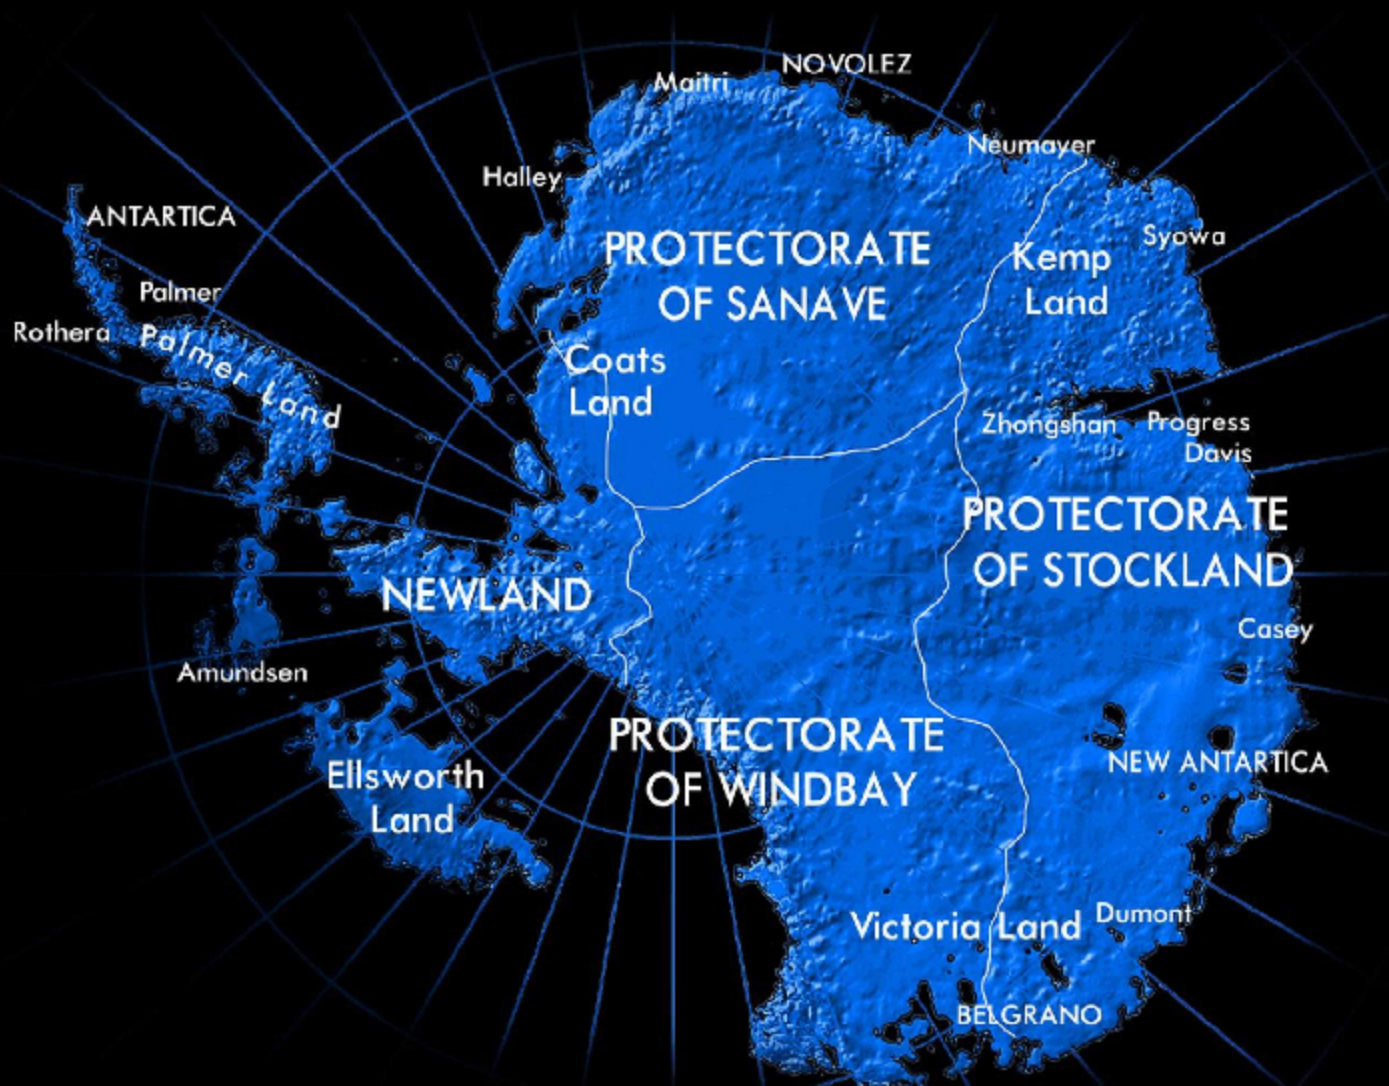 NOVOLEZ
Maitri
Neumayer
Halley
ANTARTICA
Syowa
PROTECTORATE
OF SANAVE
Kemp
Land
Palmer
Rothera
Palmer Land
Coats
Land
Zhongshan
Progress
Davis
PROTECTORATE
OF STOCKLAND
NEWLAND
Casey
Amundsen
PROTECTORATE
OF WINDBAY
NEW ANTARTICA
Ellsworth
Land
Victoria Land
Dumont
BELGRANO